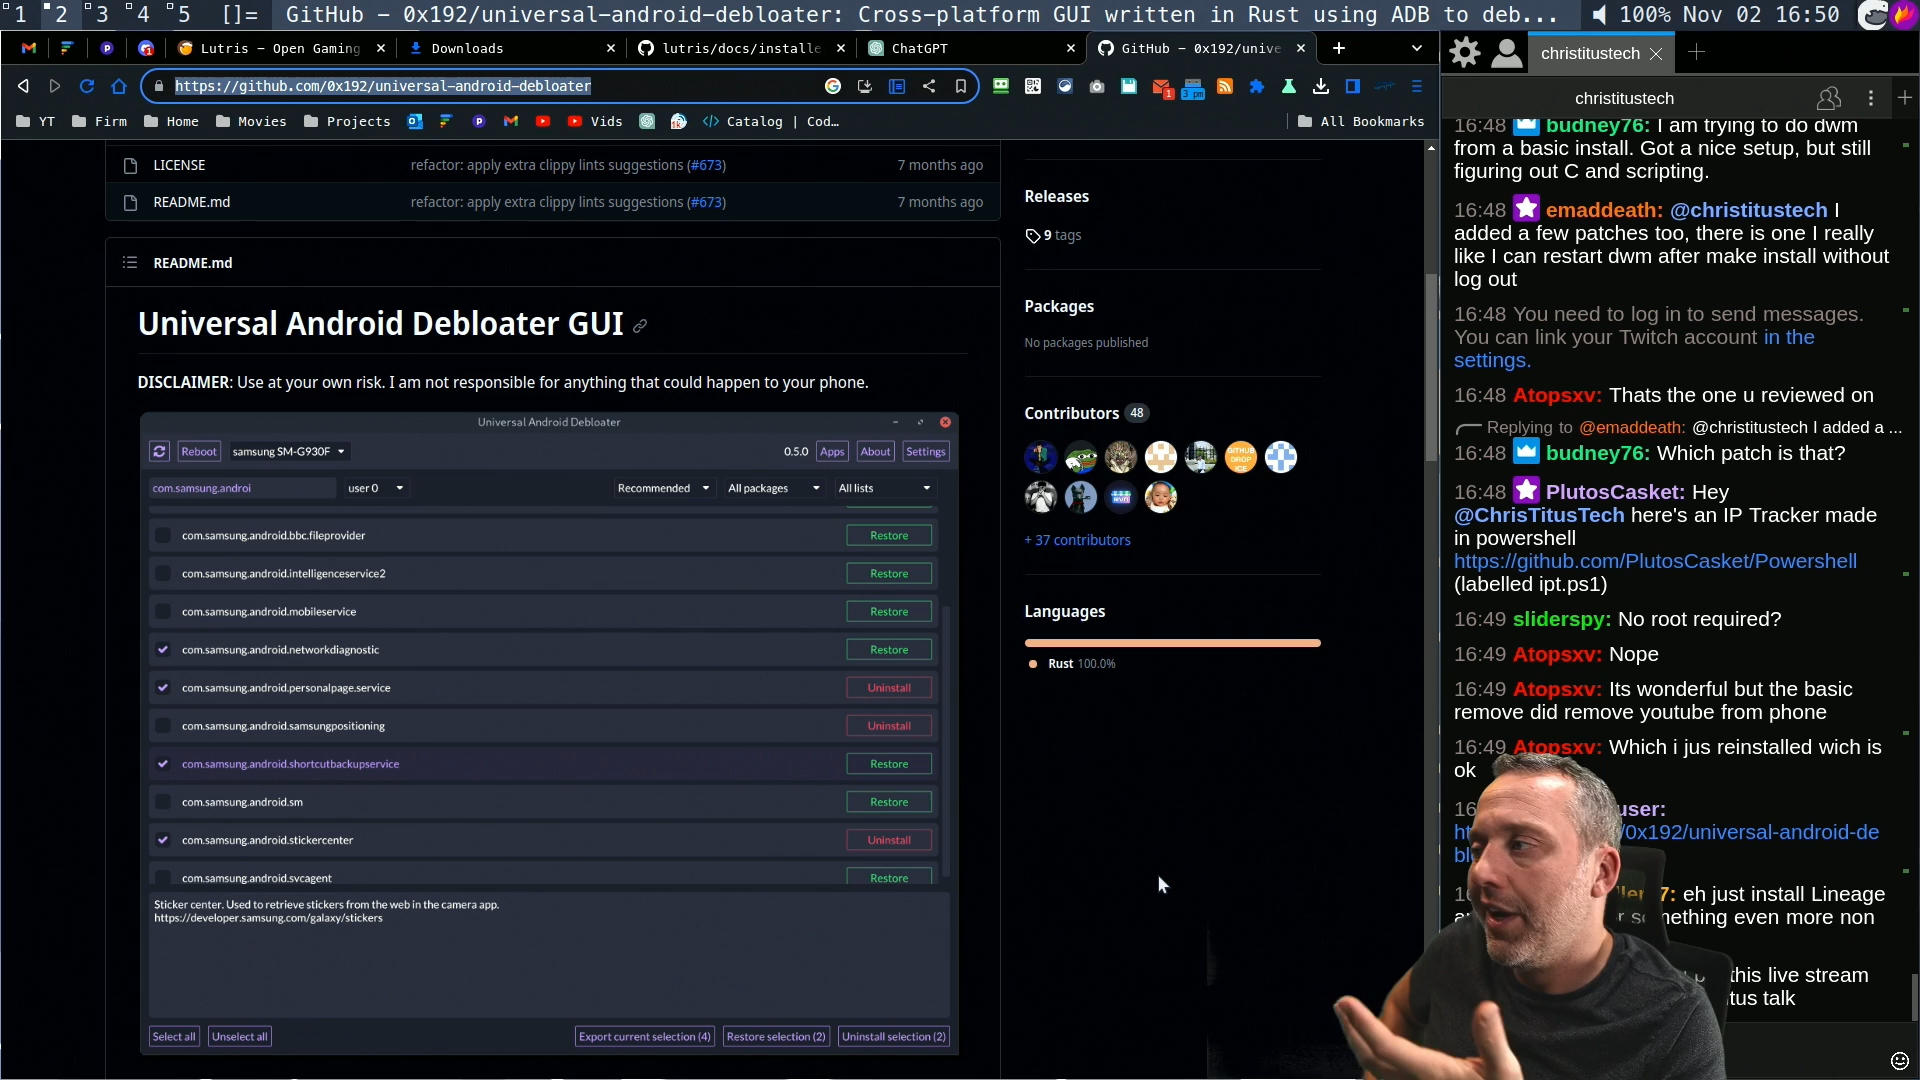 1 2 3 4 5 []= GitHub – 0x192/universal-android-debloater: Cross-platform GUI written in Rust using ADB to deb... 100% Nov 02 16:50
Lutris – Open Gaming
Downloads
lutris/docs/installe
ChatGPT
GitHub – 0x192/unive
https://github.com/0x192/universal-android-debloater
1
3 pm
YT Firm Home Movies Projects Vids Catalog | Cod… All Bookmarks
LICENSE refactor: apply extra clippy lints suggestions (#673) 7 months ago
README.md refactor: apply extra clippy lints suggestions (#673) 7 months ago
README.md
Universal Android Debloater GUI
DISCLAIMER: Use at your own risk. I am not responsible for anything that could happen to your phone.
Universal Android Debloater
Reboot samsung SM-G930F 0.5.0 Apps About Settings
com.samsung.androi user 0 Recommended All packages All lists
com.samsung.android.bbc.fileprovider Restore
com.samsung.android.intelligenceservice2 Restore
com.samsung.android.mobileservice Restore
com.samsung.android.networkdiagnostic Restore
com.samsung.android.personalpage.service Uninstall
com.samsung.android.samsungpositioning Uninstall
com.samsung.android.shortcutbackupservice Restore
com.samsung.android.sm Restore
com.samsung.android.stickercenter Uninstall
com.samsung.android.svcagent Restore
Sticker center. Used to retrieve stickers from the web in the camera app.
https://developer.samsung.com/galaxy/stickers
Select all Unselect all Export current selection (4) Restore selection (2) Uninstall selection (2)
Releases
9 tags
Packages
No packages published
Contributors 48
GITHUB
DROP
ICE
+ 37 contributors
Languages
Rust 100.0%
christitustech
christitustech
16:48 budney76: I am trying to do dwm
from a basic install. Got a nice setup, but still
figuring out C and scripting.
16:48 emaddeath: @christitustech I
added a few patches too, there is one I really
like I can restart dwm after make install without
log out
16:48 You need to log in to send messages.
You can link your Twitch account in the
settings.
16:48 Atopsxv: Thats the one u reviewed on
Replying to @emaddeath: @christitustech I added a ...
16:48 budney76: Which patch is that?
16:48 PlutosCasket: Hey
@ChrisTitusTech here's an IP Tracker made
in powershell
https://github.com/PlutosCasket/Powershell
(labelled ipt.ps1)
16:49 sliderspy: No root required?
16:49 Atopsxv: Nope
16:49 Atopsxv: Its wonderful but the basic
remove did remove youtube from phone
16:49 Atopsxv: Which i jus reinstalled wich is
ok
user:
/0x192/universal-android-de
7: eh just install Lineage
something even more non
this live stream
talk